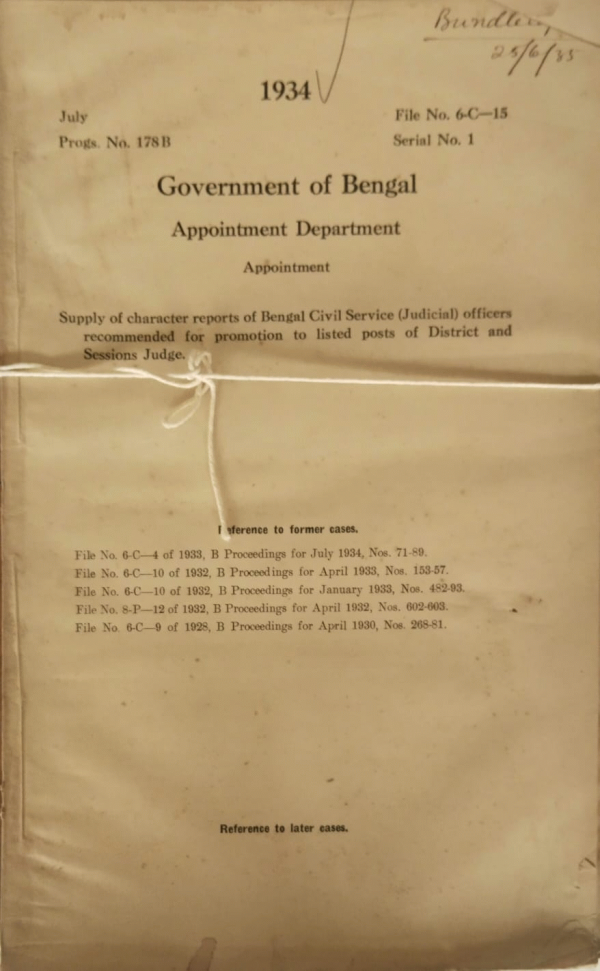 25/6/35
1934
July
File No. 6-C—15
Progs. No. 178 B
Serial No. 1
Government of Bengal
Appointment Department
Appointment
Supply of character reports of Bengal Civil Service (Judicial) officers
recommended for promotion to listed posts of District and
Sessions Judge.
Reference to former cases.
File No. 6-C—4 of 1933, B Proceedings for July 1934, Nos. 71-89.
File No. 6-C—10 of 1932, B Proceedings for April 1933, Nos. 153-57.
File No. 6-C—10 of 1932, B Proceedings for January 1933, Nos. 482-93.
File No. 8-P—12 of 1932, B Proceedings for April 1932, Nos. 602-603.
File No. 6-C—9 of 1928, B Proceedings for April 1930, Nos. 268-81.
Reference to later cases.